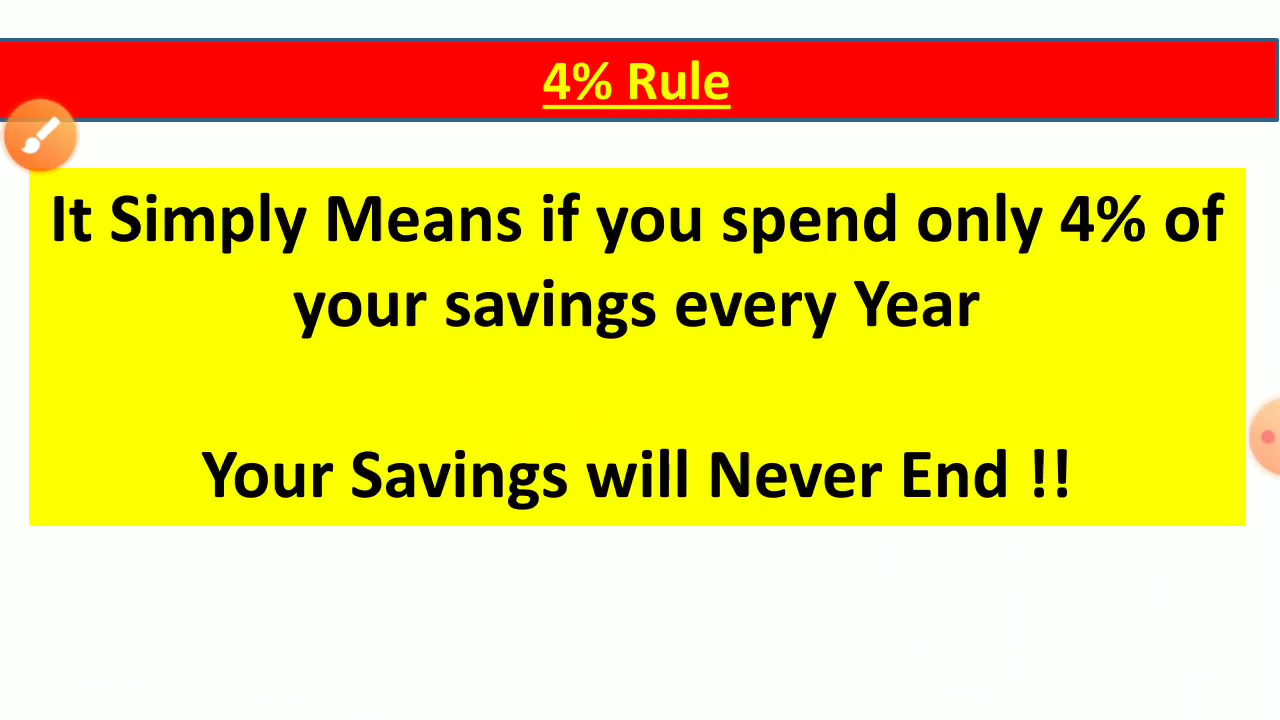 4% Rule
It Simply Means if you spend only 4% of
your savings every Year
Your Savings will Never End !!